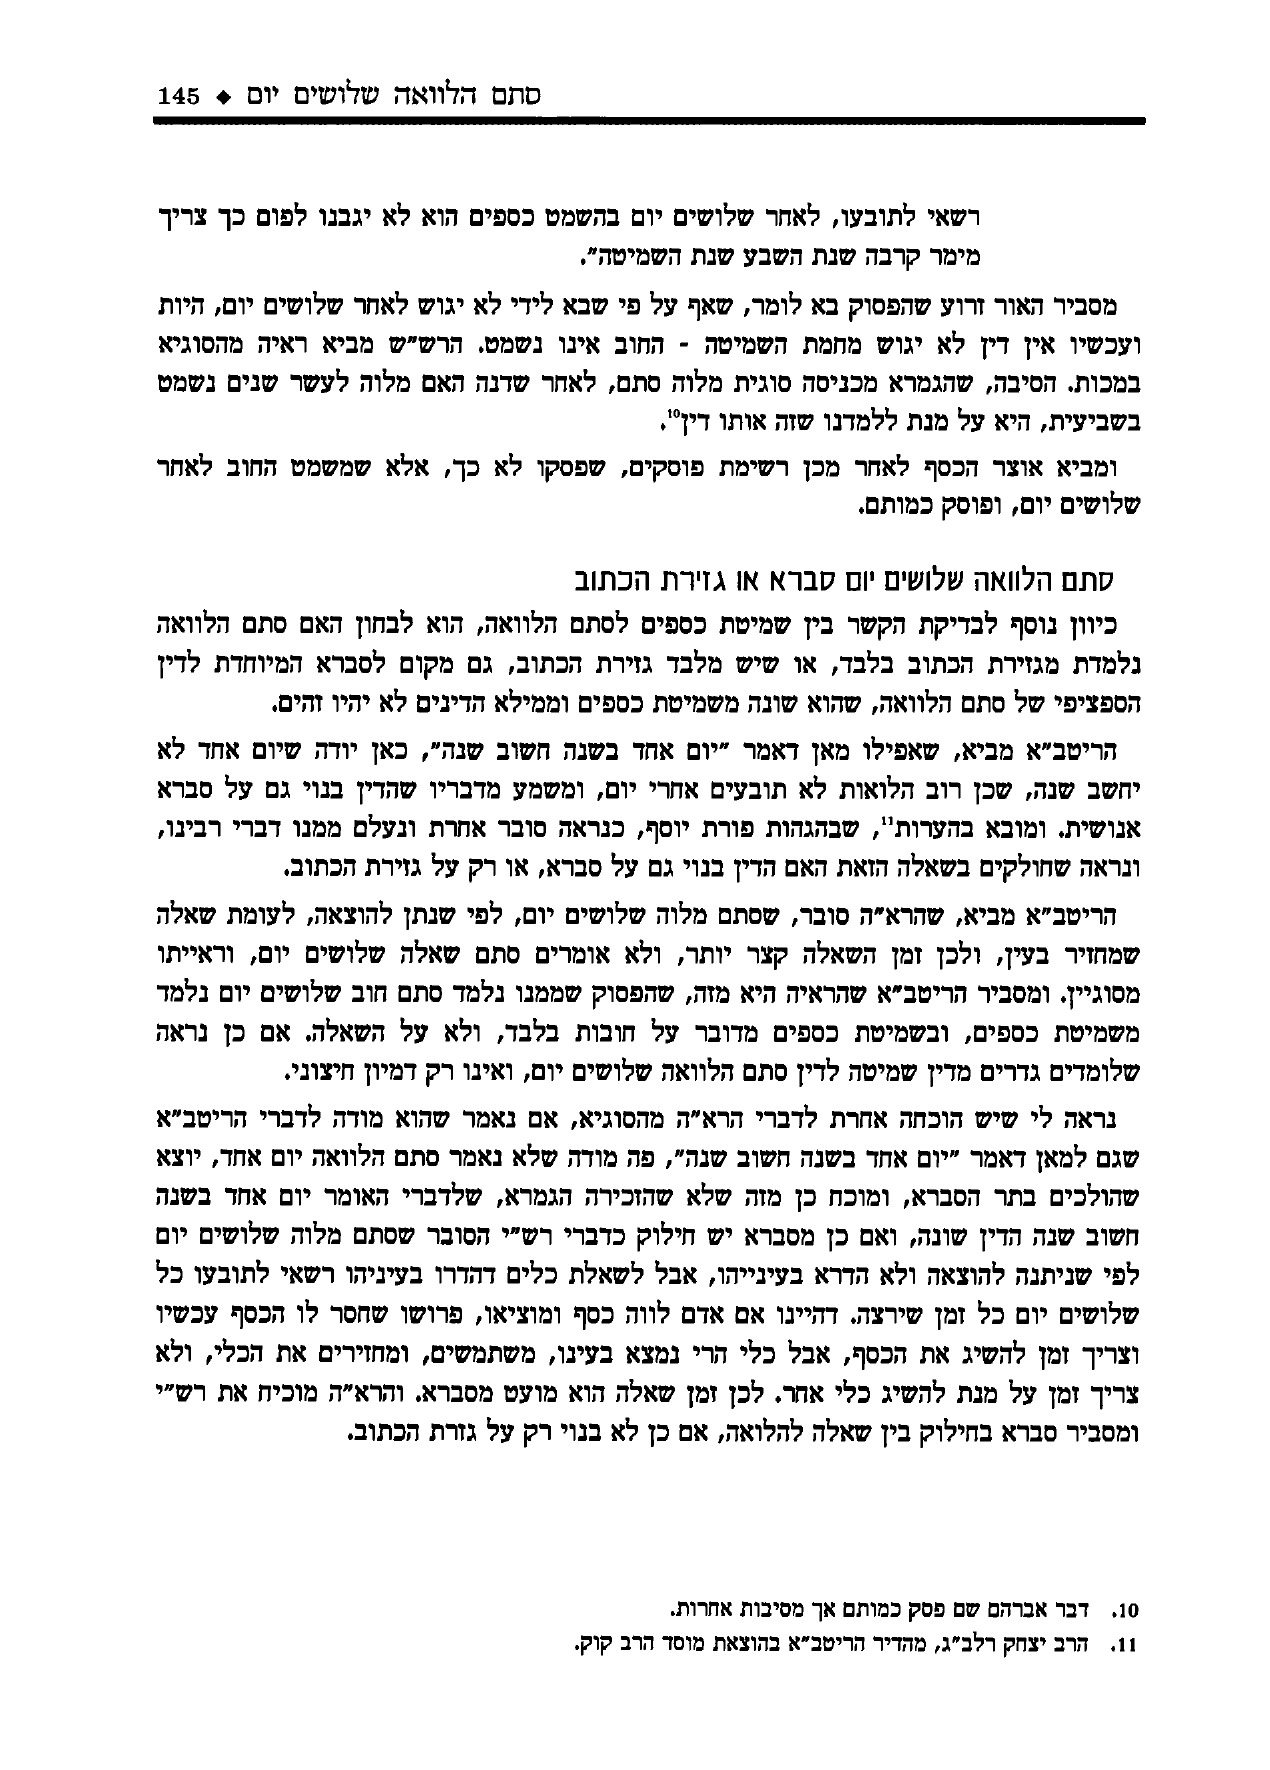 סתם הלוואה שלושים יום ◆ 145
רשאי לתובעו, לאחר שלושים יום בהשמט כספים הוא לא יגבנו לפום כך צריך
מימר קרבה שנת השבע שנת השמיטה".
מסביר האור זרוע שהפסוק בא לומר, שאף על פי שבא לידי לא יגוש לאחר שלושים יום, היות
ועכשיו אין דין לא יגוש מחמת השמיטה - החוב אינו נשמט. הרש"ש מביא ראיה מהסוגיא
במכות. הסיבה, שהגמרא מכניסה סוגית מלוה סתם, לאחר שדנה האם מלוה לעשר שנים נשמט
בשביעית, היא על מנת ללמדנו שזה אותו דין10.
ומביא אוצר הכסף לאחר מכן רשימת פוסקים, שפסקו לא כך, אלא שמשמט החוב לאחר
שלושים יום, ופוסק כמותם.
סתם הלוואה שלושים יום סברא או גזירת הכתוב
כיוון נוסף לבדיקת הקשר בין שמיטת כספים לסתם הלוואה, הוא לבחון האם סתם הלוואה
נלמדת מגזירת הכתוב בלבד, או שיש מלבד גזירת הכתוב, גם מקום לסברא המיוחדת לדין
הספציפי של סתם הלוואה, שהוא שונה משמיטת כספים וממילא הדינים לא יהיו זהים.
הריטב"א מביא, שאפילו מאן דאמר "יום אחד בשנה חשוב שנה", כאן יודה שיום אחד לא
יחשב שנה, שכן רוב הלואות לא תובעים אחרי יום, ומשמע מדבריו שהדין בנוי גם על סברא
אנושית. ומובא בהערות11, שבהגהות פורת יוסף, כנראה סובר אחרת ונעלם ממנו דברי רבינו,
ונראה שחולקים בשאלה הזאת האם הדין בנוי גם על סברא, או רק על גזירת הכתוב.
הריטב"א מביא, שהרא"ה סובר, שסתם מלוה שלושים יום, לפי שנתן להוצאה, לעומת שאלה
שמחזיר בעין, ולכן זמן השאלה קצר יותר, ולא אומרים סתם שאלה שלושים יום, וראייתו
מסוגיין. ומסביר הריטב"א שהראיה היא מזה, שהפסוק שממנו נלמד סתם חוב שלושים יום נלמד
משמיטת כספים, ובשמיטת כספים מדובר על חובות בלבד, ולא על השאלה. אם כן נראה
שלומדים גדרים מדין שמיטה לדין סתם הלוואה שלושים יום, ואינו רק דמיון חיצוני.
נראה לי שיש הוכחה אחרת לדברי הרא"ה מהסוגיא, אם נאמר שהוא מודה לדברי הריטב"א
שגם למאן דאמר "יום אחד בשנה חשוב שנה", פה מודה שלא נאמר סתם הלוואה יום אחד, יוצא
שהולכים בתר הסברא, ומוכח כן מזה שלא שהזכירה הגמרא, שלדברי האומר יום אחד בשנה
חשוב שנה הדין שונה, ואם כן מסברא יש חילוק כדברי רש"י הסובר שסתם מלוה שלושים יום
לפי שניתנה להוצאה ולא הדרא בעינייהו, אבל לשאלת כלים דהדרו בעיניהו רשאי לתובעו כל
שלושים יום כל זמן שירצה. דהיינו אם אדם לווה כסף ומוציאו, פרושו שחסר לו הכסף עכשיו
וצריך זמן להשיג את הכסף, אבל כלי הרי נמצא בעינו, משתמשים, ומחזירים את הכלי, ולא
צריך זמן על מנת להשיג כלי אחר. לכן זמן שאלה הוא מועט מסברא. והרא"ה מוכיח את רש"י
ומסביר סברא בחילוק בין שאלה להלואה, אם כן לא בנוי רק על גזרת הכתוב.
10. דבר אברהם שם פסק כמותם אך מסיבות אחרות.
11. הרב יצחק רלב"ג, מהדיר הריטב"א בהוצאת מוסד הרב קוק.